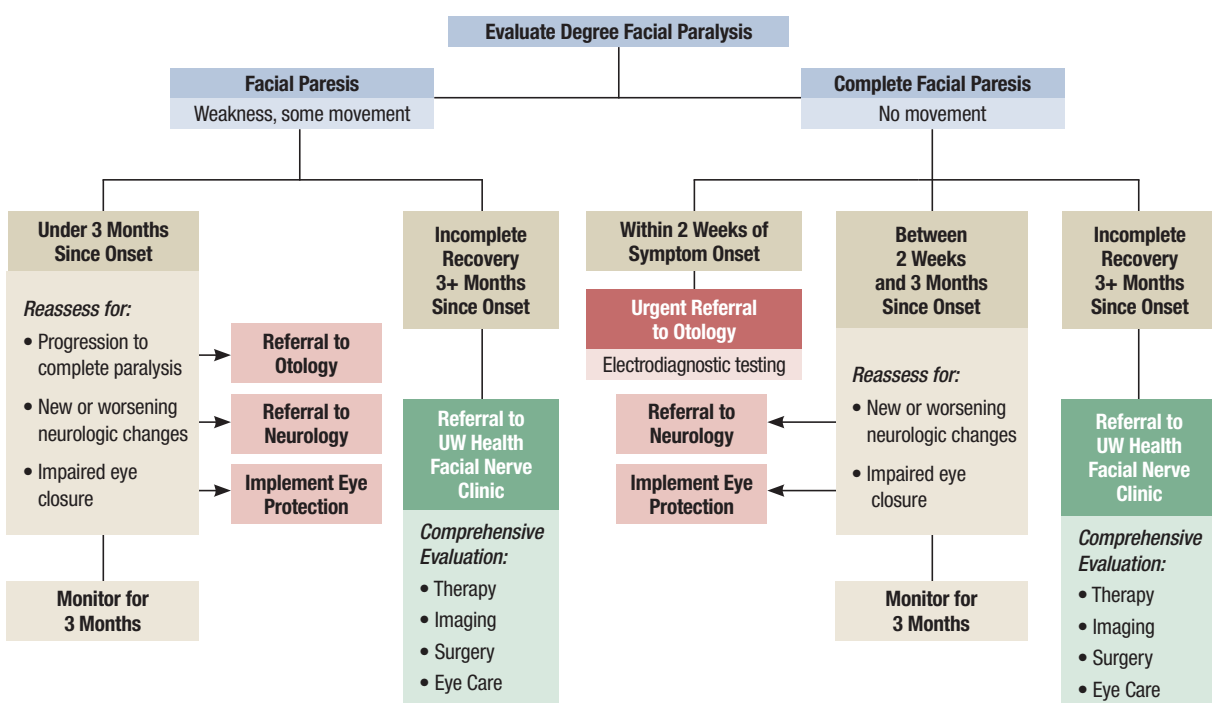 Evaluate Degree Facial Paralysis
Facial Paresis
Weakness, some movement
Complete Facial Paresis
No movement
Under 3 Months
Since Onset
Reassess for:
• Progression to
complete paralysis
• New or worsening
neurologic changes
• Impaired eye
closure
Referral to
Otology
Referral to
Neurology
Implement Eye
Protection
Monitor for
3 Months
Incomplete
Recovery
3+ Months
Since Onset
Referral to
UW Health
Facial Nerve
Clinic
Comprehensive
Evaluation:
• Therapy
• Imaging
• Surgery
• Eye Care
Within 2 Weeks of
Symptom Onset
Urgent Referral
to Otology
Electrodiagnostic testing
Between
2 Weeks
and 3 Months
Since Onset
Reassess for:
• New or worsening
neurologic changes
• Impaired eye
closure
Referral to
Neurology
Implement Eye
Protection
Monitor for
3 Months
Incomplete
Recovery
3+ Months
Since Onset
Referral to
UW Health
Facial Nerve
Clinic
Comprehensive
Evaluation:
• Therapy
• Imaging
• Surgery
• Eye Care